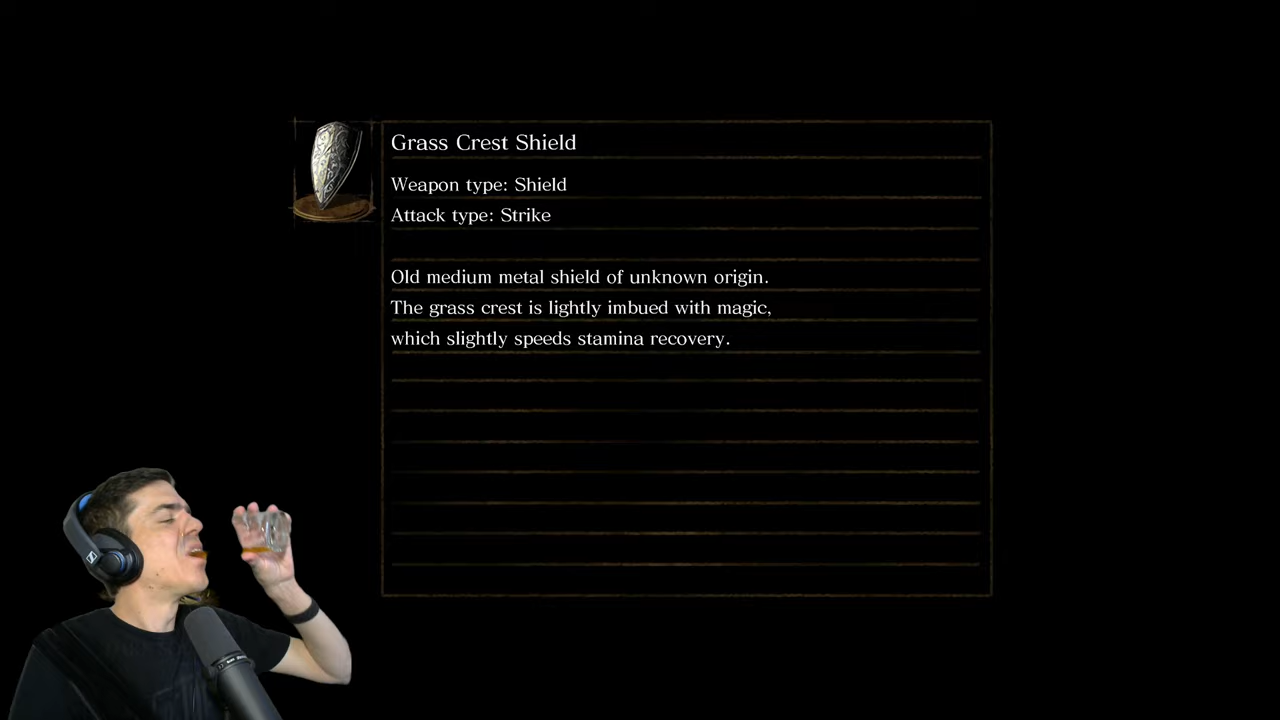 Grass Crest Shield
Weapon type: Shield
Attack type: Strike
Old medium metal shield of unknown origin.
The grass crest is lightly imbued with magic,
which slightly speeds stamina recovery.